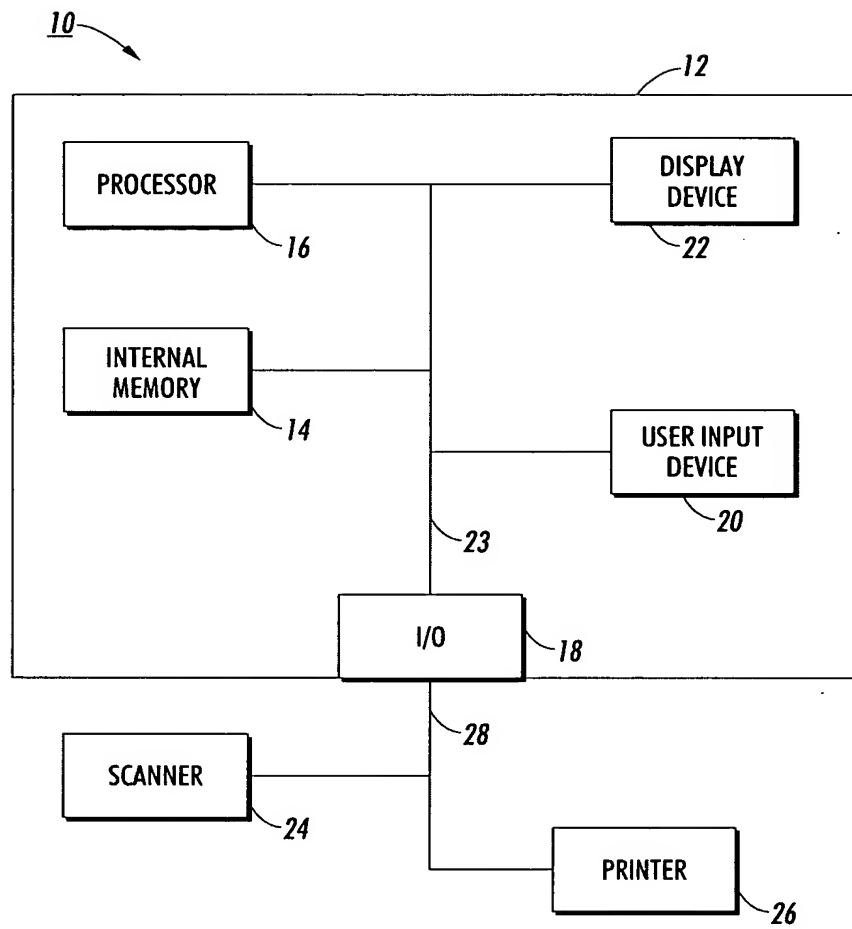 10
12
PROCESSOR
16
DISPLAY
DEVICE
22
INTERNAL
MEMORY
14
USER INPUT
DEVICE
20
23
I/O
18
28
SCANNER
24
PRINTER
26